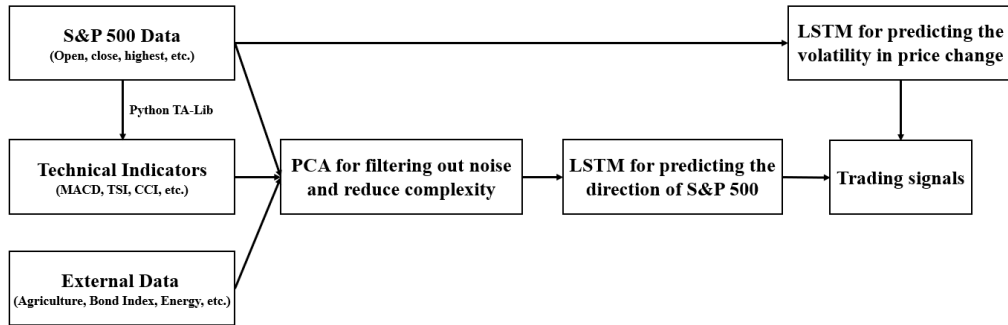 S&P 500 Data
(Open, close, highest, etc.)
LSTM for predicting the
volatility in price change
Python TA-Lib
Technical Indicators
(MACD, TSI, CCI, etc.)
PCA for filtering out noise
and reduce complexity
LSTM for predicting the
direction of S&P 500
Trading signals
External Data
(Agriculture, Bond Index, Energy, etc.)